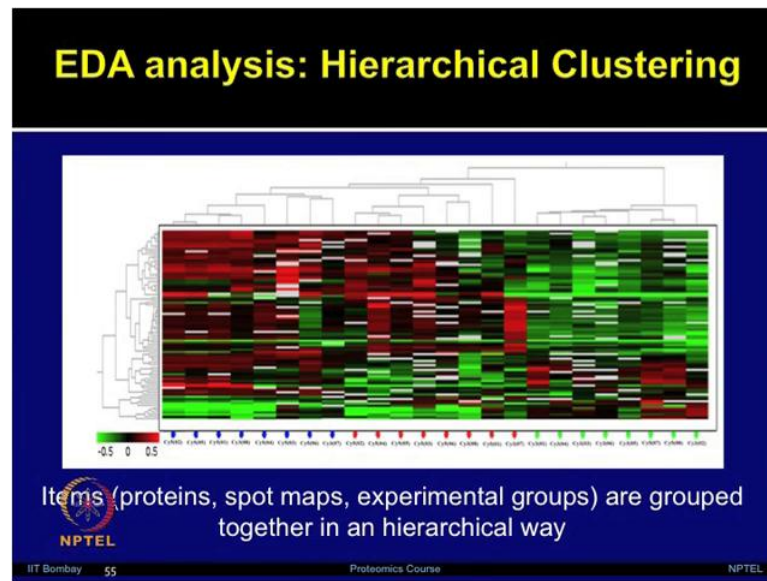 EDA analysis: Hierarchical Clustering
-0.5 0 0.5
Items (proteins, spot maps, experimental groups) are grouped
together in an hierarchical way
NPTEL
IIT Bombay 55 Proteomics Course NPTEL